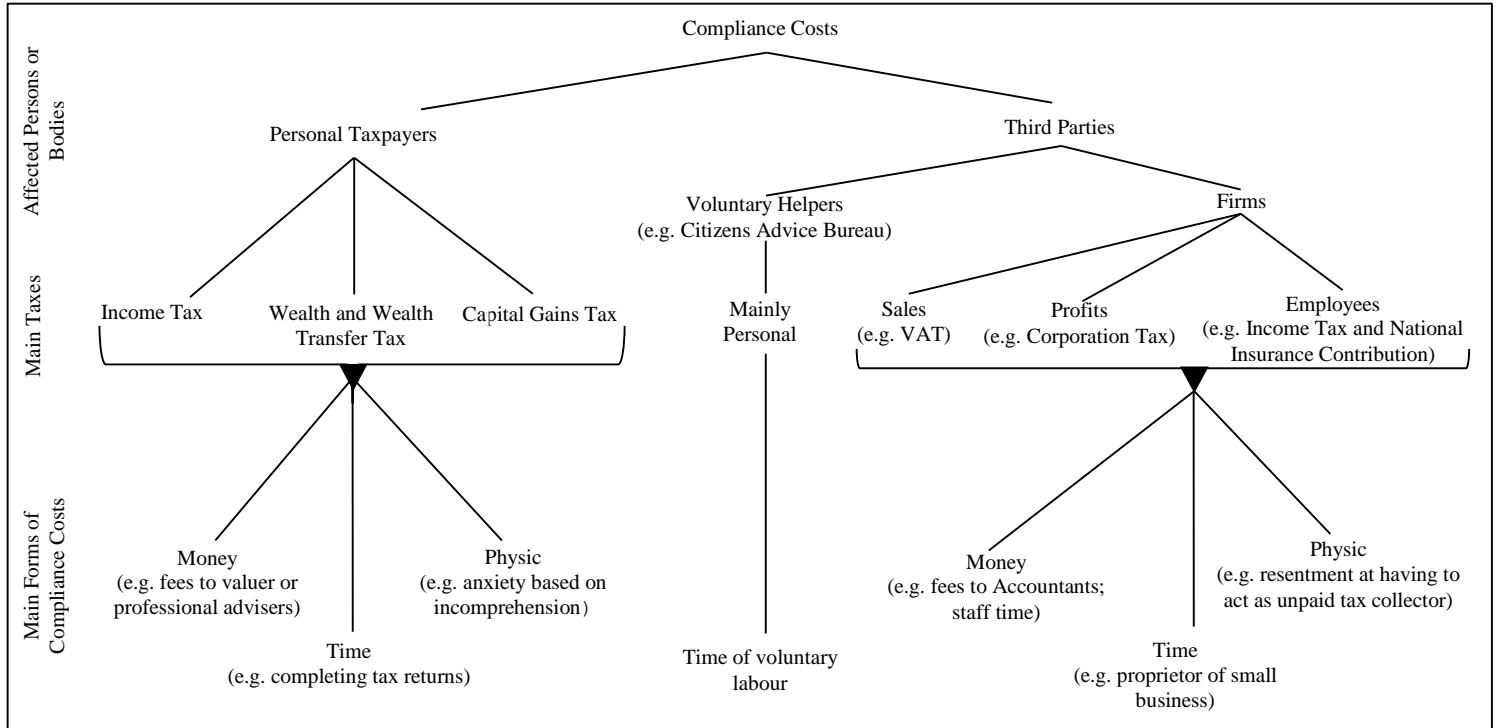 Compliance Costs
Affected Persons or
Bodies
Personal Taxpayers
Third Parties
Voluntary Helpers
(e.g. Citizens Advice Bureau)
Firms
Main Taxes
Income Tax
Wealth and Wealth
Transfer Tax
Capital Gains Tax
Mainly
Personal
Sales
(e.g. VAT)
Profits
(e.g. Corporation Tax)
Employees
(e.g. Income Tax and National
Insurance Contribution)
Main Forms of
Compliance Costs
Money
(e.g. fees to valuer or
professional advisers)
Physic
(e.g. anxiety based on
incomprehension)
Time
(e.g. completing tax returns)
Time of voluntary
labour
Money
(e.g. fees to Accountants;
staff time)
Physic
(e.g. resentment at having to
act as unpaid tax collector)
Time
(e.g. proprietor of small
business)